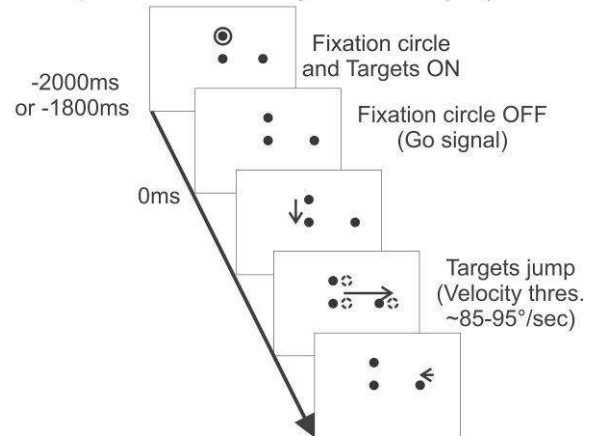 Fixation circle
and Targets ON
-2000ms
or -1800ms
Fixation circle OFF
(Go signal)
0ms
Targets jump
(Velocity thres.
~85-95°/sec)